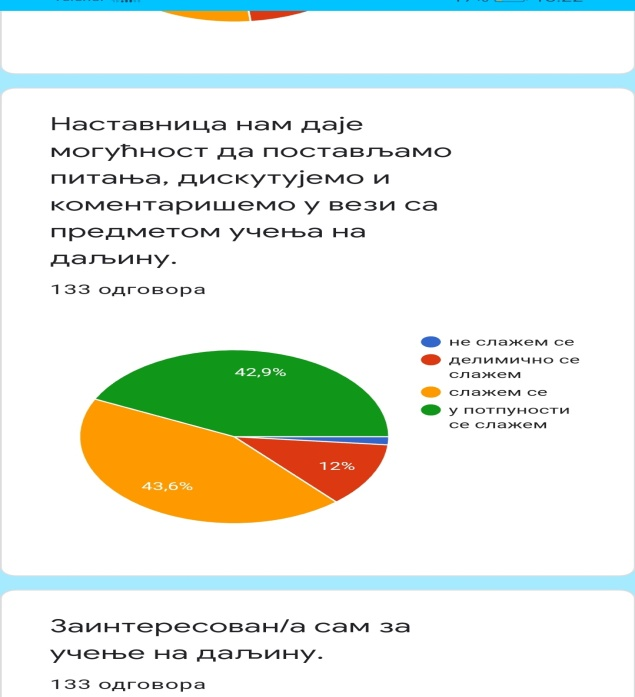 Наставница нам даје
могућност да постављамо
питања, дискутујемо и
коментаришемо у вези са
предметом учења на
даљину.
133 одговора
не слажем се
делимично се
слажем
слажем се
у потпуности
се слажем
42,9%
12%
43,6%
Заинтересован/а сам за
учење на даљину.
133 одговора